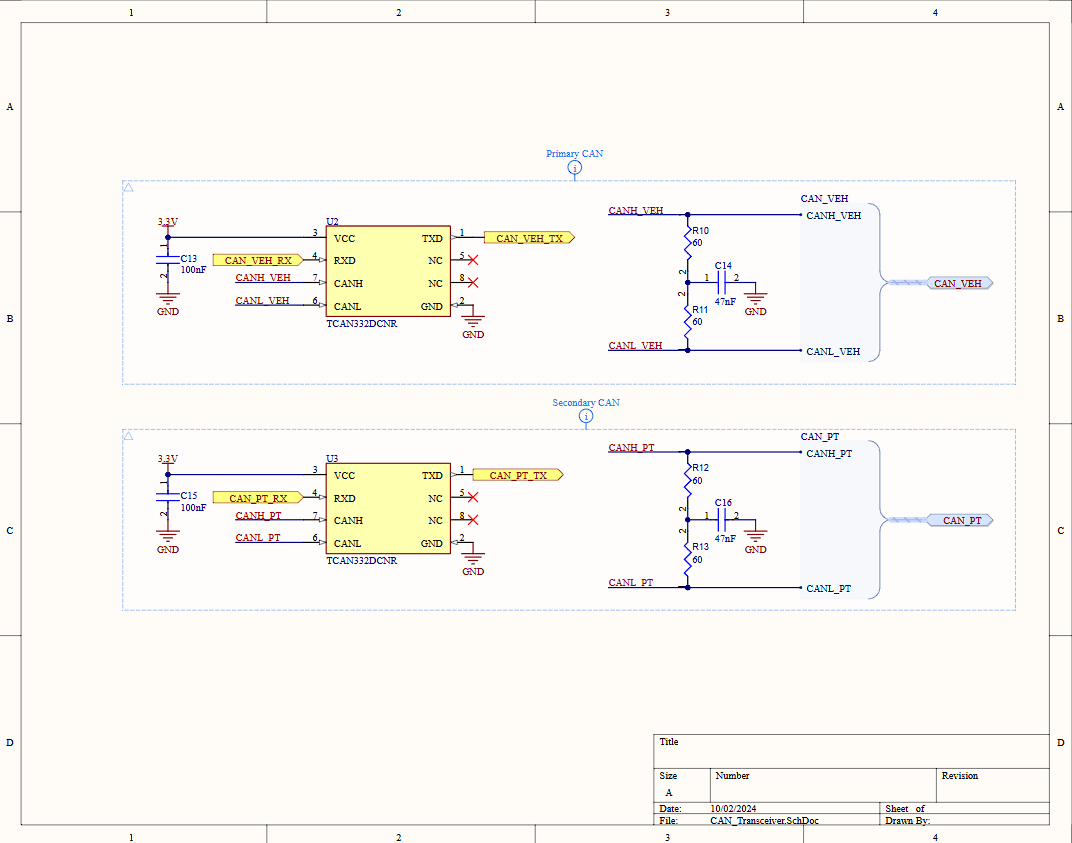 1 2 3 4
A A
Primary CAN
i
CAN_VEH
CANH_VEH CANH_VEH
3.3V U2
3 VCC TXD 1 CAN_VEH_TX
1 R10
60
CAN_VEH_RX 4 RXD NC 5
C13
100nF
2
CANH_VEH 7 CANH NC 8
C14
1 2
47nF
CAN_VEH
2
CANL_VEH 6 CANL GND 2
GND GND
R11
60
B B
TCAN332DCNR
GND
CANL_VEH CANL_VEH
Secondary CAN
i
CAN_PT
CANH_PT CANH_PT
3.3V U3
3 VCC TXD 1 CAN_PT_TX
1 R12
60
CAN_PT_RX 4 RXD NC 5
C15
100nF
2
CANH_PT 7 CANH NC 8
C16
1 2
47nF
CAN_PT
2
C C
CANL_PT 6 CANL GND 2
GND GND
R13
60
TCAN332DCNR
GND
CANL_PT CANL_PT
D D
Title
Size Number Revision
A
Date: 10/02/2024 Sheet of
File: CAN_Transceiver.SchDoc Drawn By:
1 2 3 4